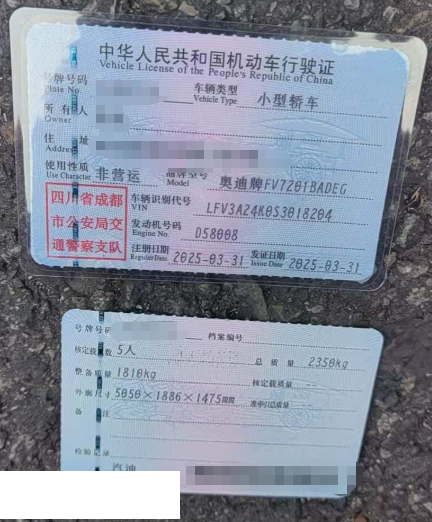 中华人民共和国机动车行驶证
Vehicle License of the People's Republic of China
号牌号码
Plate No.
车辆类型 小型轿车
Vehicle Type
所有人
Owner
住 址
Address
使用性质 非营运
Use Character
品牌型号 奥迪牌FV7201BADEG
Model
四川省成都
市公安局交
通警察支队
车辆识别代号 LFV3A24K0S3018204
VIN
发动机号码 D58008
Engine No.
注册日期 2025-03-31
Register Date
发证日期 2025-03-31
Issue Date
号牌号码
档案编号
核定载人数 5人
总 质 量 2350kg
整备质量 1810kg
核定载质量 --
外廓尺寸 5050×1886×1475mm
准牵引总质量 --
备 注
检验记录
汽油